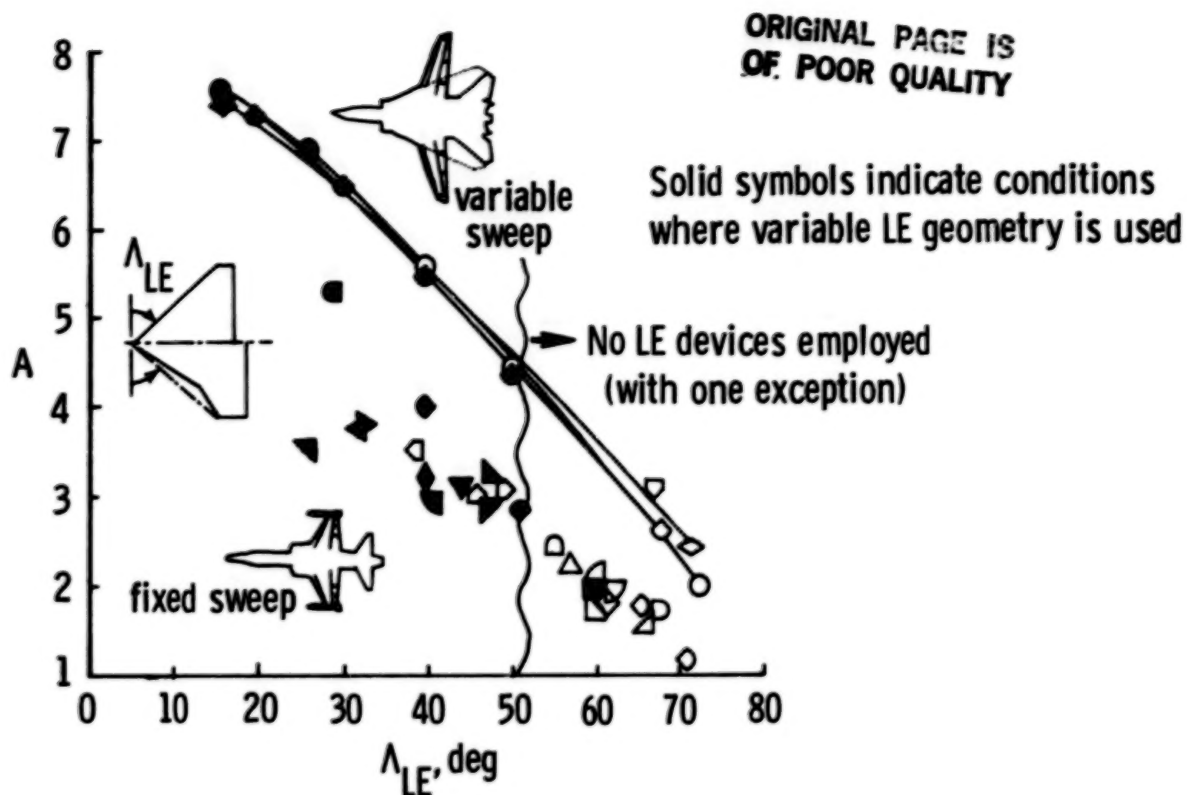 ORIGINAL PAGE IS
OF POOR QUALITY
8
7
6
5
4
3
2
1
A
Λ_LE
variable
sweep
Solid symbols indicate conditions
where variable LE geometry is used
No LE devices employed
(with one exception)
fixed sweep
0 10 20 30 40 50 60 70 80
Λ_LE, deg